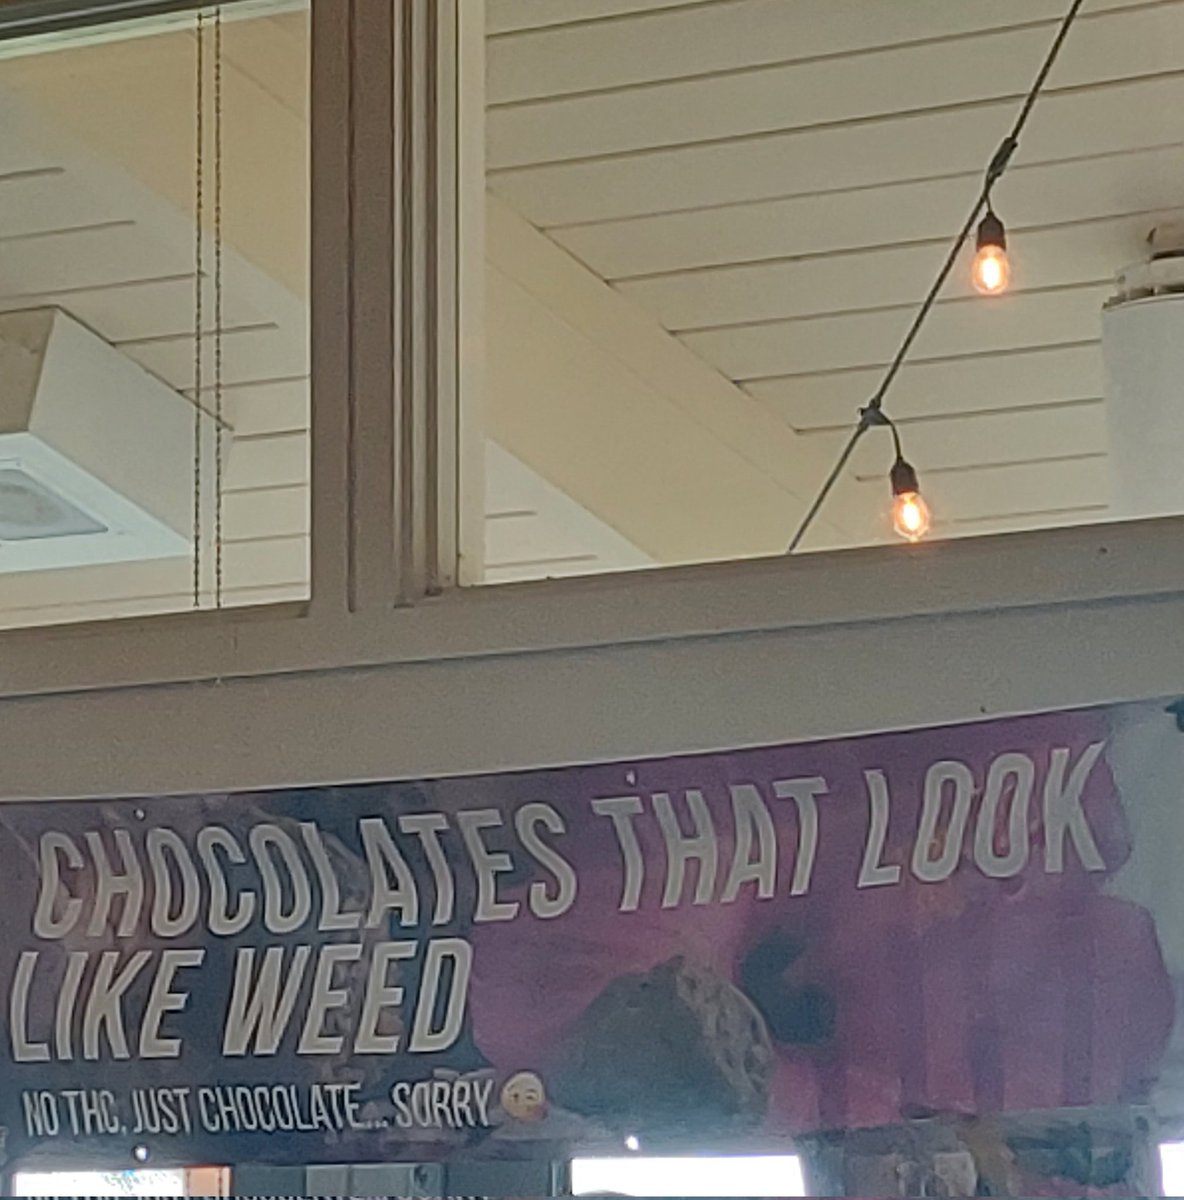 CHOCOLATES THAT LOOK
LIKE WEED
NO THC, JUST CHOCOLATE... SORRY 😘